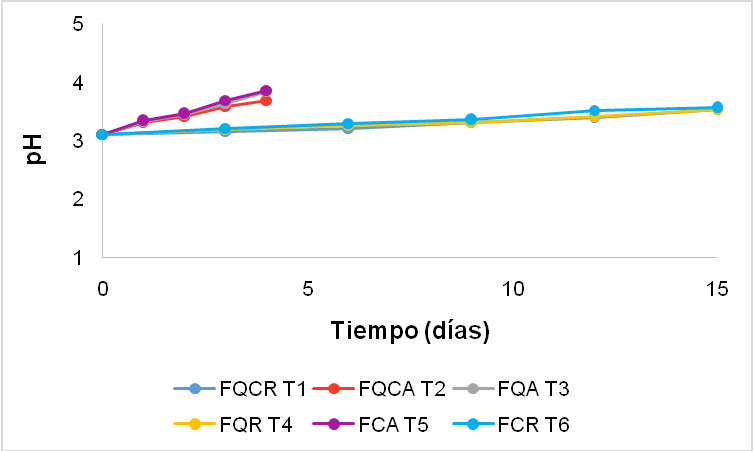 5
4
3
2
1
pH
0 5 10 15
Tiempo (días)
FQCR T1 FQCA T2 FQA T3
FQR T4 FCA T5 FCR T6